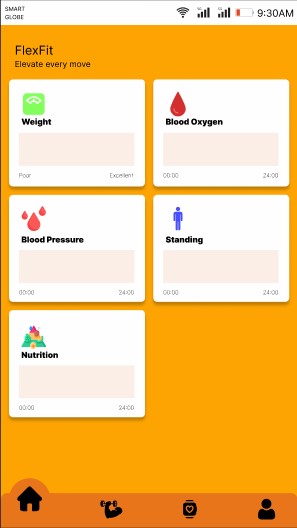 SMART
GLOBE
9:30AM
FlexFit
Elevate every move
Weight
Poor Excellent
Blood Oxygen
00:00 24:00
Blood Pressure
00:00 24:00
Standing
00:00 24:00
Nutrition
00:00 24:00